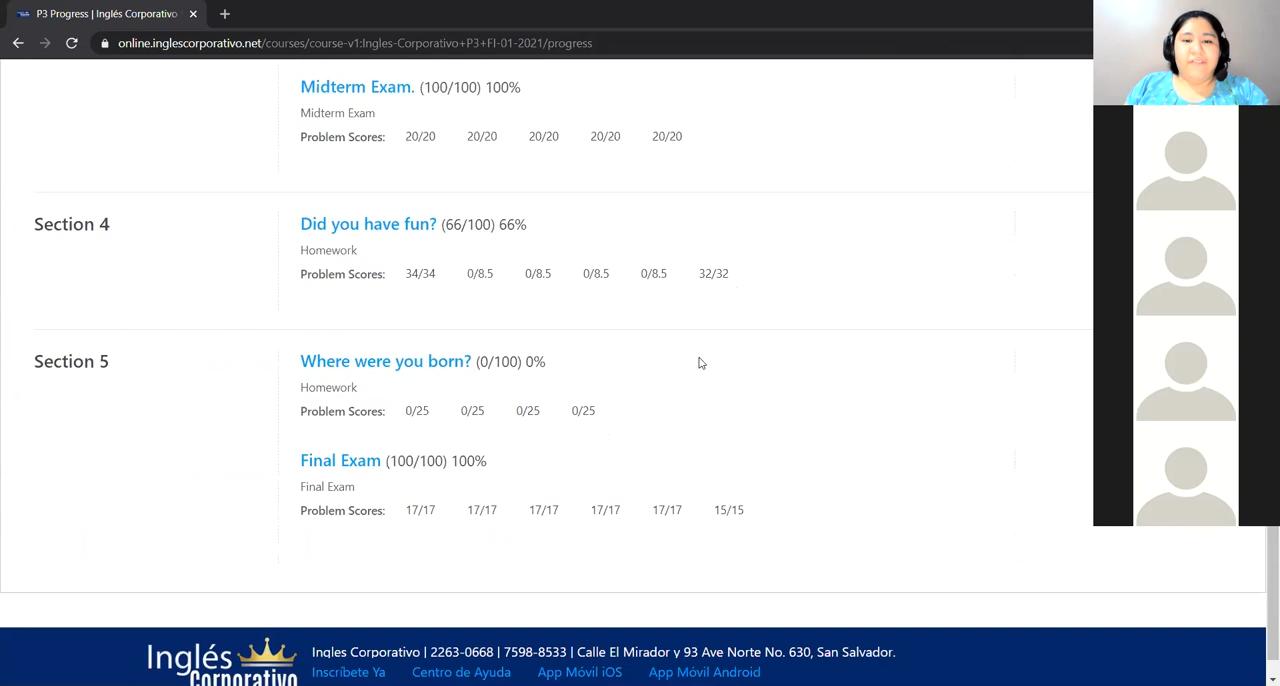 P3 Progress | Inglés Corporativo
online.inglescorporativo.net/courses/course-v1:Ingles-Corporativo+P3+FI-01-2021/progress
Midterm Exam. (100/100) 100%
Midterm Exam
Problem Scores: 20/20 20/20 20/20 20/20 20/20
Section 4
Did you have fun? (66/100) 66%
Homework
Problem Scores: 34/34 0/8.5 0/8.5 0/8.5 0/8.5 32/32
Section 5
Where were you born? (0/100) 0%
Homework
Problem Scores: 0/25 0/25 0/25 0/25
Final Exam (100/100) 100%
Final Exam
Problem Scores: 17/17 17/17 17/17 17/17 17/17 15/15
Inglés
Corporativo
Ingles Corporativo | 2263-0668 | 7598-8533 | Calle El Mirador y 93 Ave Norte No. 630, San Salvador.
Inscríbete Ya Centro de Ayuda App Móvil iOS App Móvil Android